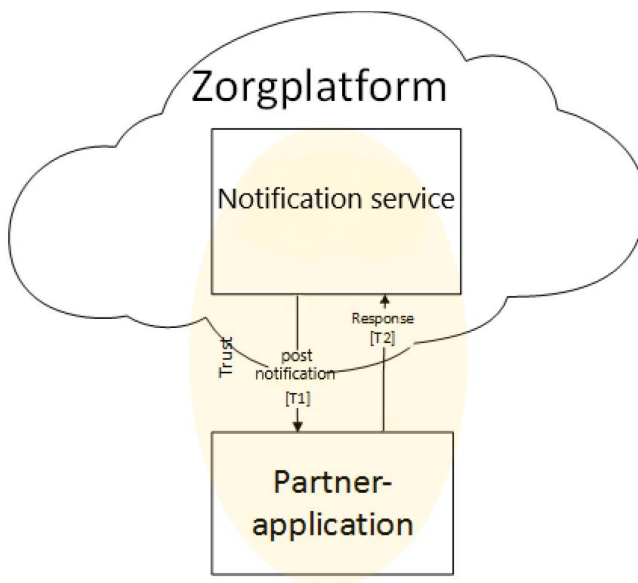 Zorgplatform
Notification service
Response
[T2]
Trust
post
notification
[T1]
Partner-
application